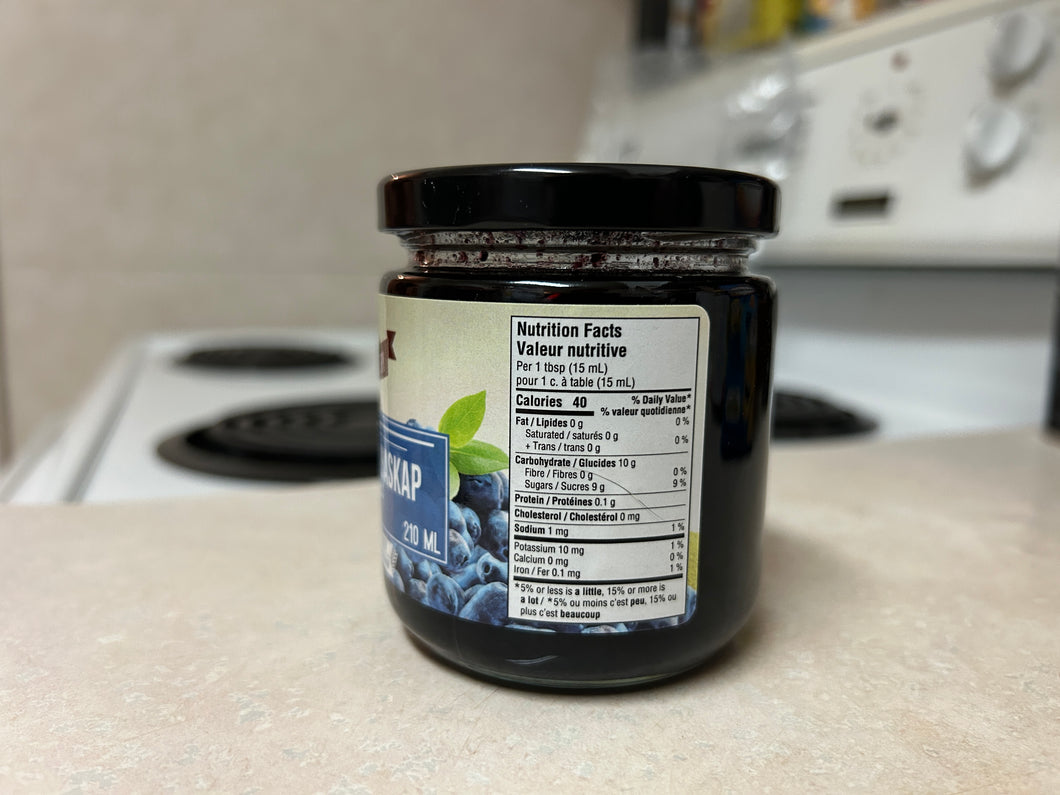 Nutrition Facts
Valeur nutritive
Per 1 tbsp (15 mL)
pour 1 c. à table (15 mL)
Calories 40
% Daily Value*
% valeur quotidienne*
Fat / Lipides 0 g 0 %
Saturated / saturés 0 g
+ Trans / trans 0 g 0 %
Carbohydrate / Glucides 10 g
Fibre / Fibres 0 g 0 %
Sugars / Sucres 9 g 9 %
Protein / Protéines 0.1 g
Cholesterol / Cholestérol 0 mg
Sodium 1 mg 1 %
Potassium 10 mg 1 %
Calcium 0 mg 0 %
Iron / Fer 0.1 mg 1 %
*5% or less is a little, 15% or more is
a lot / *5% ou moins c'est peu, 15% ou
plus c'est beaucoup
ASKAP
210 ML